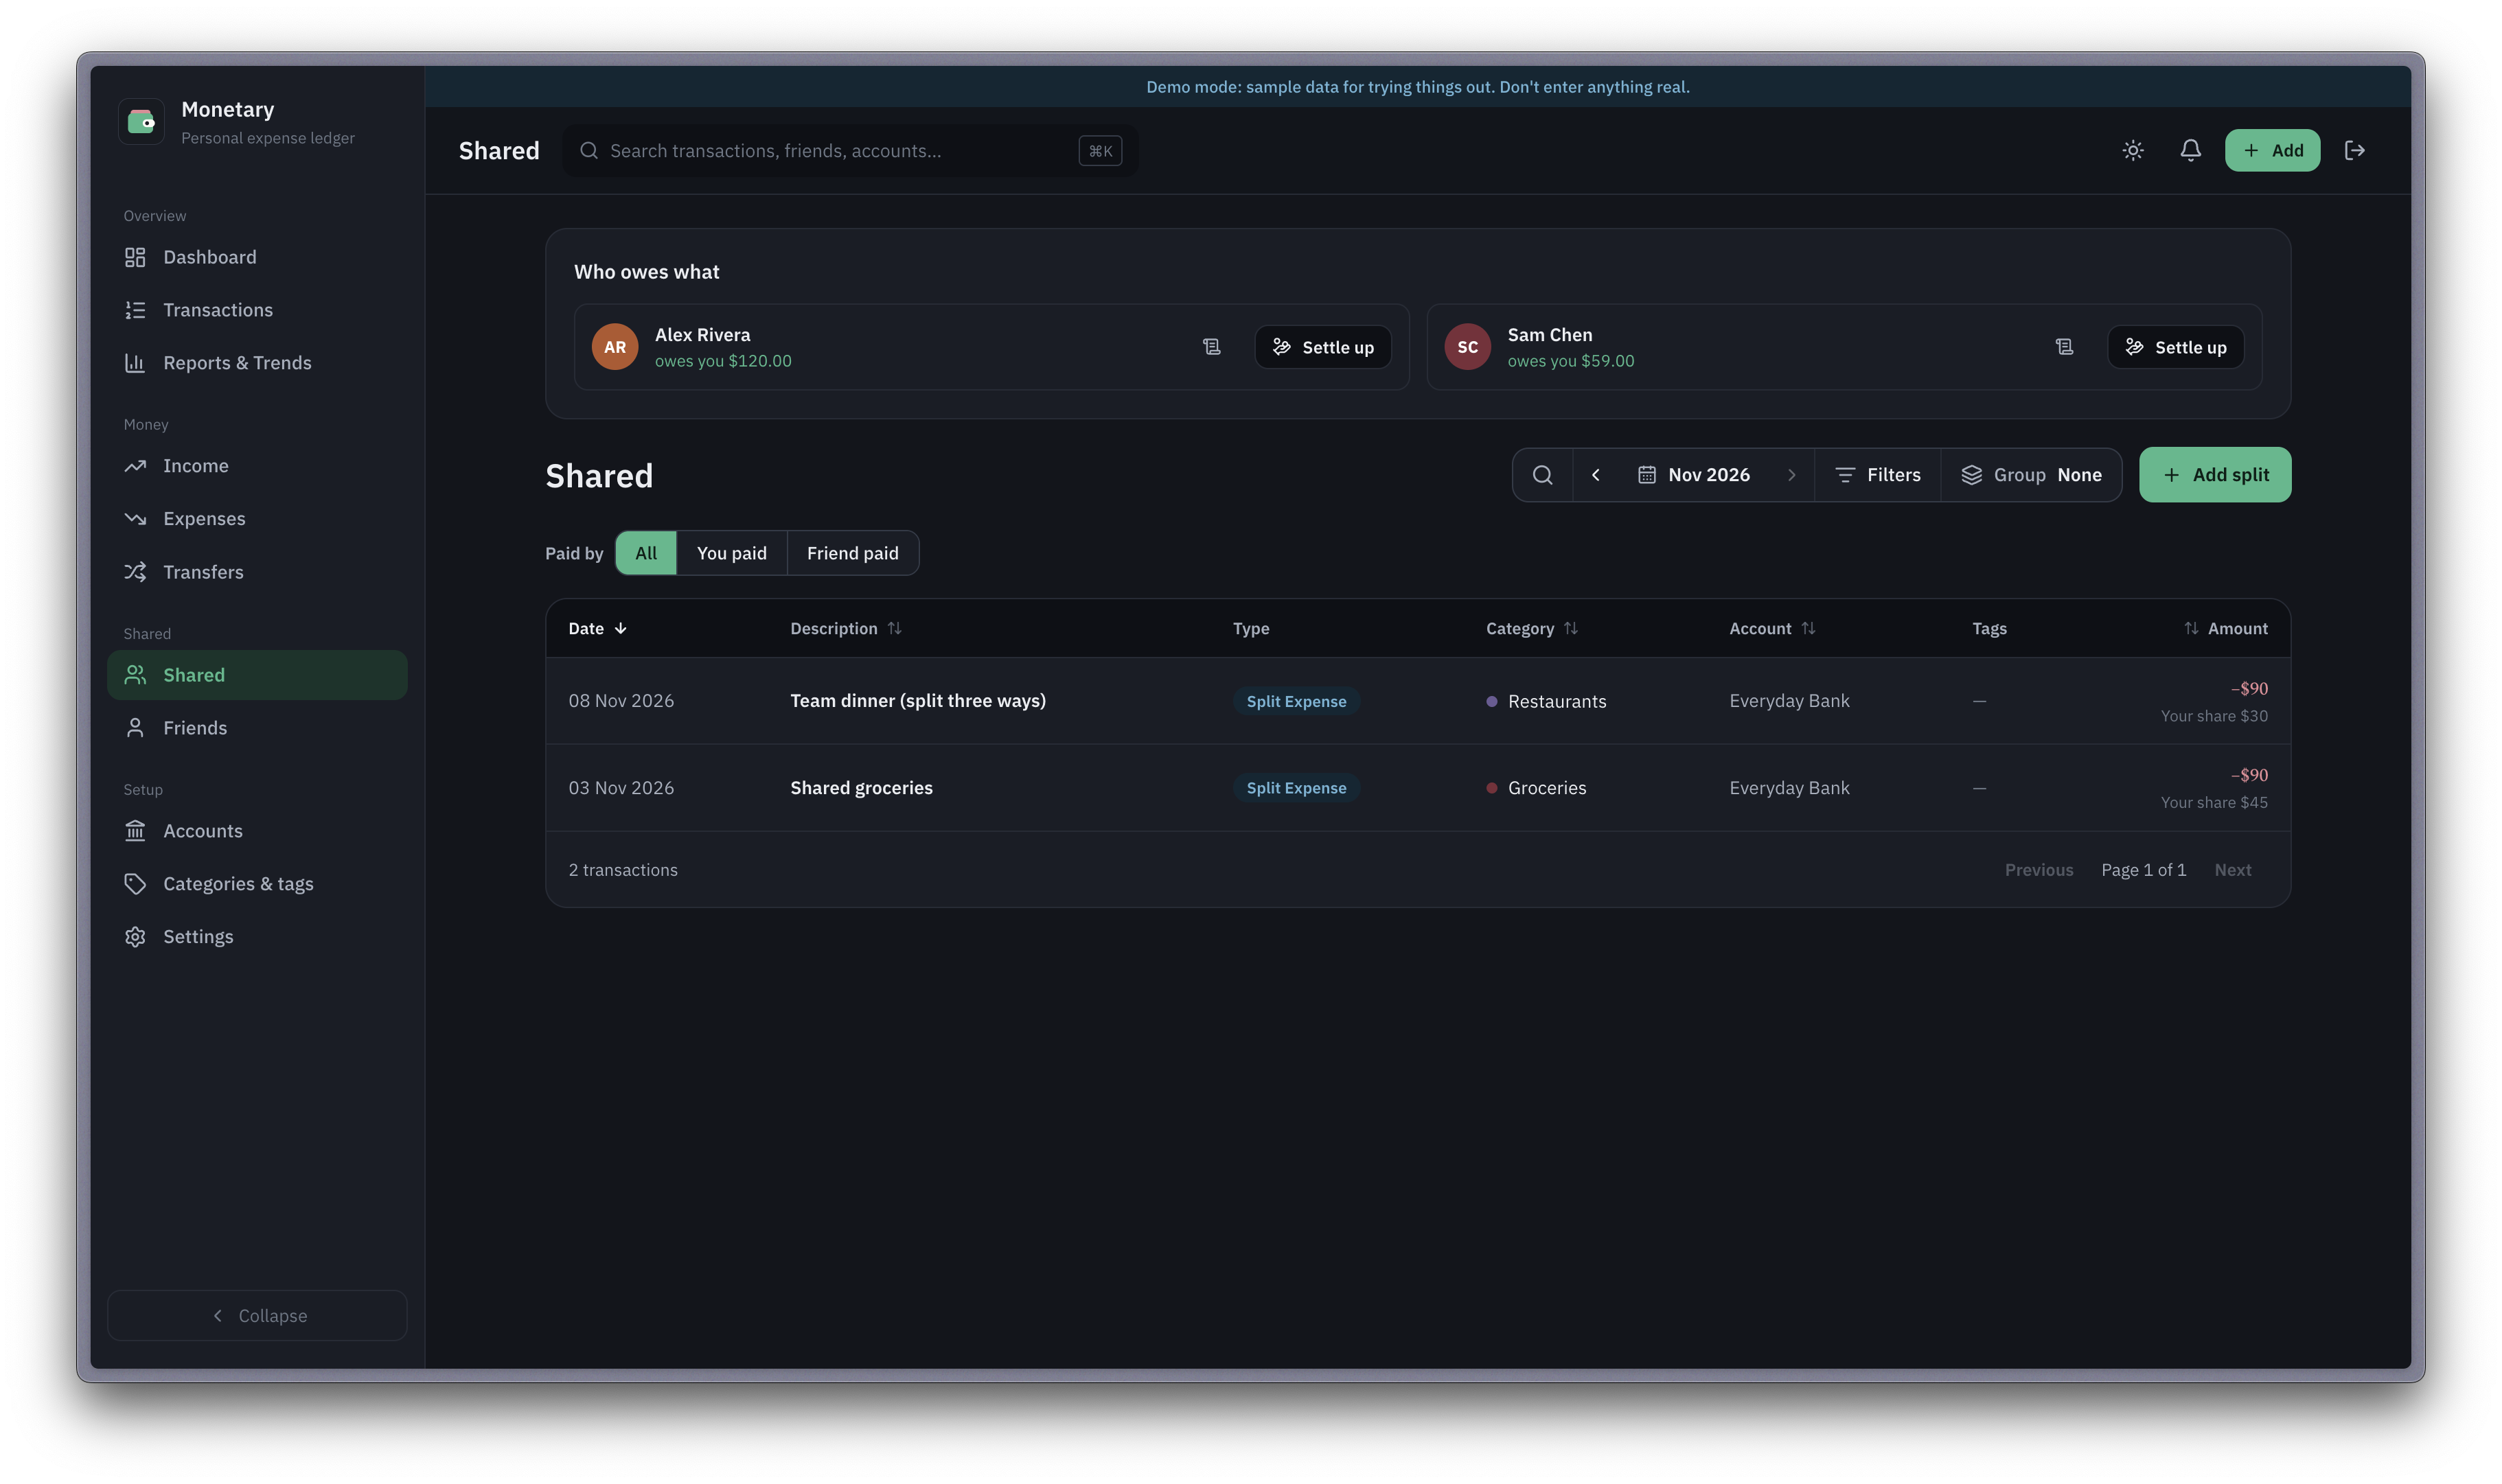 Monetary
Personal expense ledger
Overview
Dashboard
Transactions
Reports & Trends
Money
Income
Expenses
Transfers
Shared
Shared
Friends
Setup
Accounts
Categories & tags
Settings
Collapse
Demo mode: sample data for trying things out. Don't enter anything real.
Shared
Search transactions, friends, accounts...
⌘K
Add
Who owes what
AR
Alex Rivera
owes you $120.00
Settle up
SC
Sam Chen
owes you $59.00
Settle up
Shared
Nov 2026
Filters
Group None
Add split
Paid by
All
You paid
Friend paid
Date
Description
Type
Category
Account
Tags
Amount
08 Nov 2026
Team dinner (split three ways)
Split Expense
Restaurants
Everyday Bank
—
−$90
Your share $30
03 Nov 2026
Shared groceries
Split Expense
Groceries
Everyday Bank
—
−$90
Your share $45
2 transactions
Previous
Page 1 of 1
Next